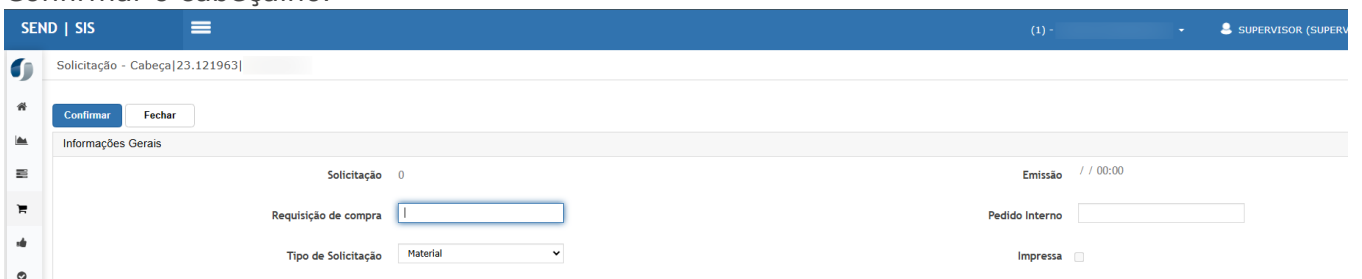 Confirmar o cabeçalho.
SEND | SIS (1) - SUPERVISOR (SUPERV
Solicitação - Cabeça|23.121963|
Confirmar Fechar
Informações Gerais
Solicitação 0 Emissão / / 00:00
Requisição de compra Pedido Interno
Tipo de Solicitação Material Impressa